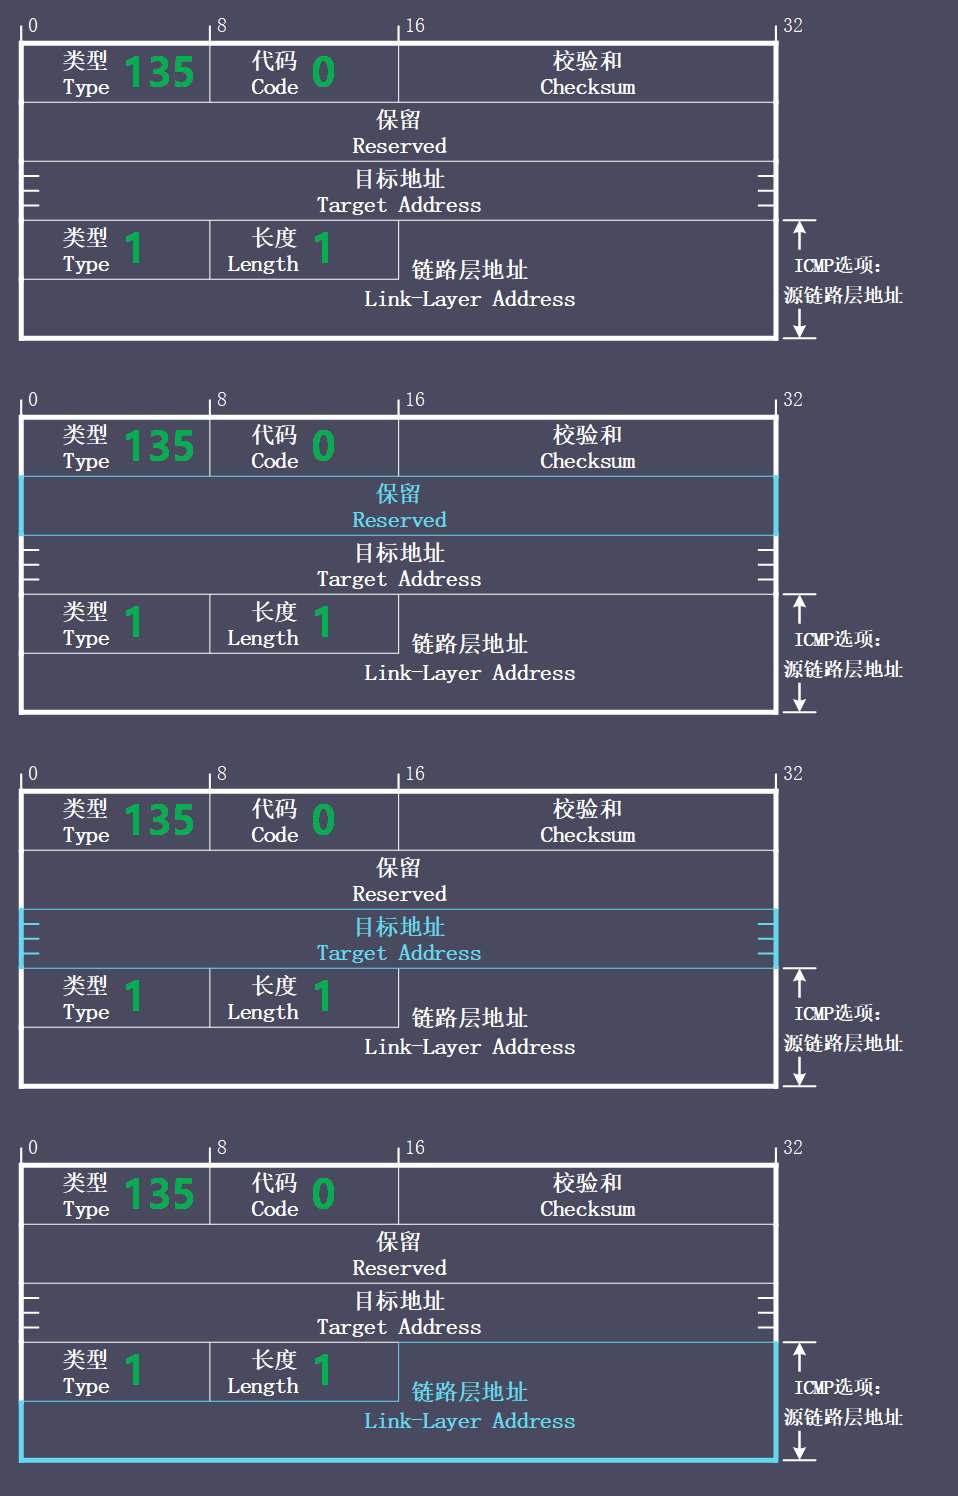 0 8 16 32
类型 135 代码 0 校验和
Type Code Checksum
保留
Reserved
目标地址
Target Address
类型 1 长度 1
Type Length
链路层地址
Link-Layer Address
ICMP选项:
源链路层地址
0 8 16 32
类型 135 代码 0 校验和
Type Code Checksum
保留
Reserved
目标地址
Target Address
类型 1 长度 1
Type Length
链路层地址
Link-Layer Address
ICMP选项:
源链路层地址
0 8 16 32
类型 135 代码 0 校验和
Type Code Checksum
保留
Reserved
目标地址
Target Address
类型 1 长度 1
Type Length
链路层地址
Link-Layer Address
ICMP选项:
源链路层地址
0 8 16 32
类型 135 代码 0 校验和
Type Code Checksum
保留
Reserved
目标地址
Target Address
类型 1 长度 1
Type Length
链路层地址
Link-Layer Address
ICMP选项:
源链路层地址